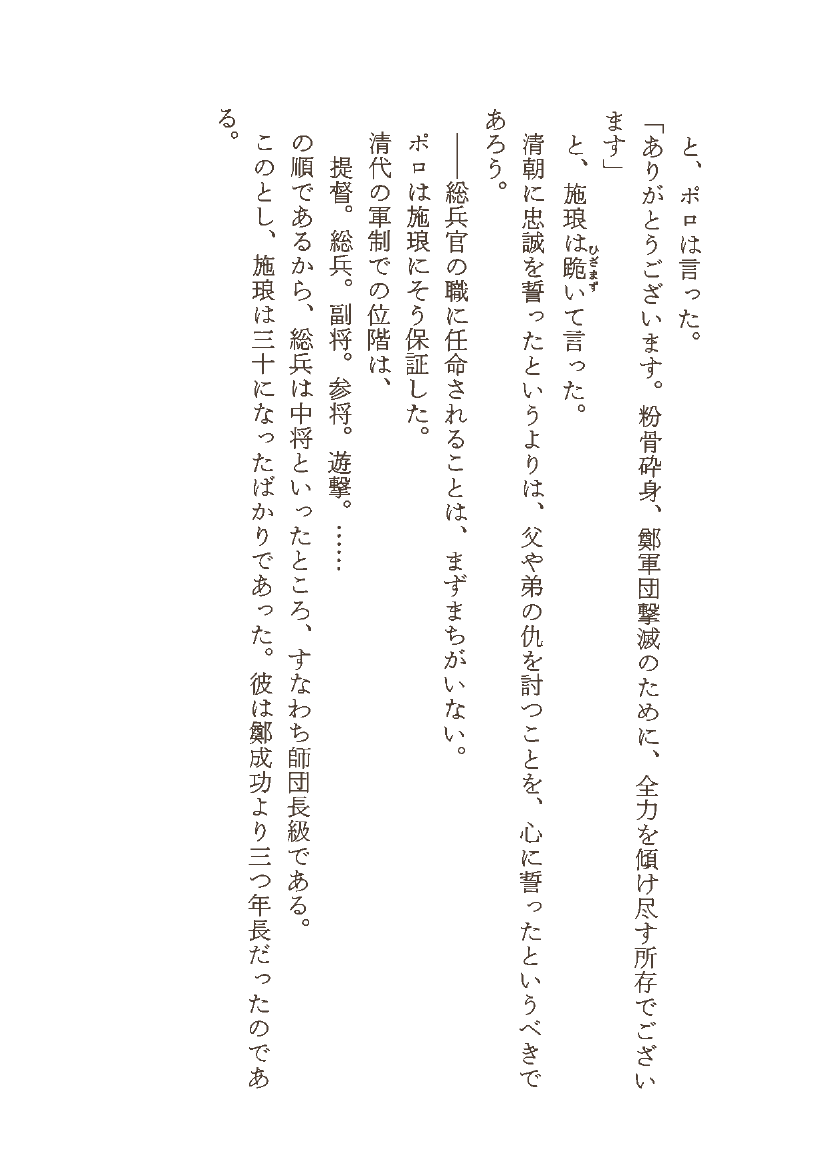 と、ポロは言った。
「ありがとうございます。粉骨砕身、鄭軍団撃滅のために、全力を傾け尽す所存でござい
ます」
と、施琅は跪いて言った。
ひざまず
清朝に忠誠を誓ったというよりは、父や弟の仇を討つことを、心に誓ったというべきで
あろう。
――総兵官の職に任命されることは、まずまちがいない。
ポロは施琅にそう保証した。
清代の軍制での位階は、
提督。総兵。副将。参将。遊撃。……
の順であるから、総兵は中将といったところ、すなわち師団長級である。
このとし、施琅は三十になったばかりであった。彼は鄭成功より三つ年長だったのであ
る。